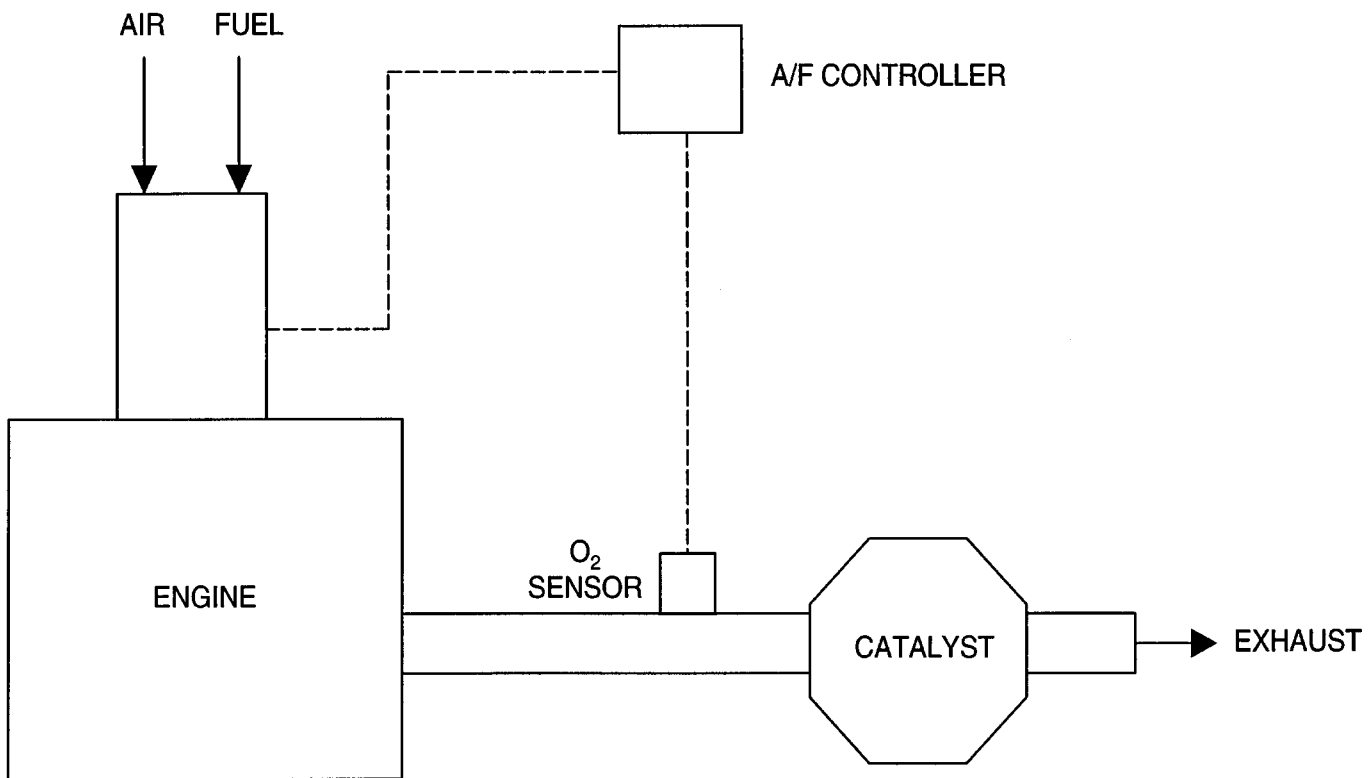 AIR FUEL
A/F CONTROLLER
O₂
SENSOR
ENGINE
CATALYST
EXHAUST